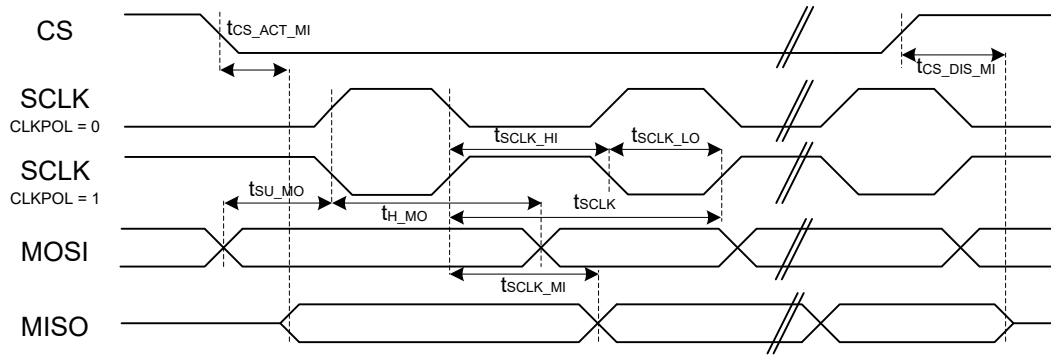 CS
tCS_ACT_MI
tCS_DIS_MI
SCLK
CLKPOL = 0
tSCLK_HI
tSCLK_LO
SCLK
CLKPOL = 1
tSU_MO
tH_MO
tSCLK
MOSI
tSCLK_MI
MISO